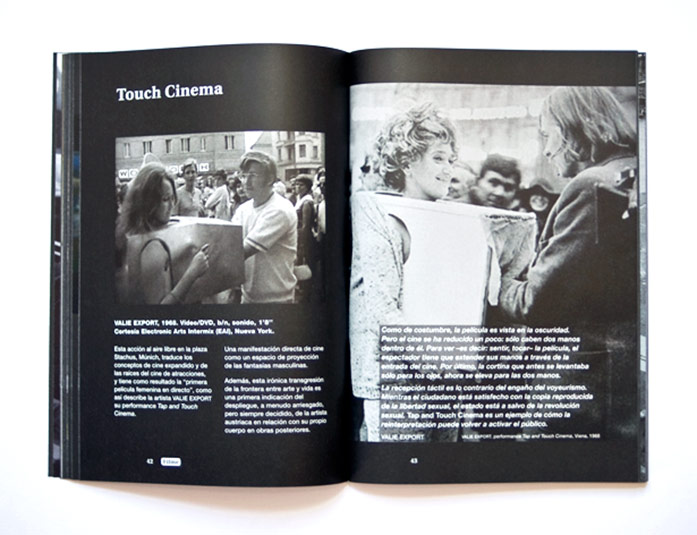 Touch Cinema
VALIE EXPORT, 1968. Video/DVD, b/n, sonido, 1'8"
Cortesía Electronic Arts Intermix (EAI), Nueva York.
Esta acción al aire libre en la plaza
Stachus, Múnich, traduce los
conceptos de cine expandido y de
las raíces del cine de atracciones,
y tiene como resultado la "primera
película femenina en directo", como
así describe la artista VALIE EXPORT
su performance Tap and Touch
Cinema.
Una manifestación directa de cine
como un espacio de proyección
de las fantasías masculinas.
Además, esta irónica transgresión
de la frontera entre arte y vida es
una primera indicación del
despliegue, a menudo arriesgado,
pero siempre decidido, de la artista
austríaca en relación con su propio
cuerpo en obras posteriores.
42
Como de costumbre, la película es vista en la oscuridad.
Pero el cine se ha reducido un poco: sólo caben dos manos
dentro de él. Para ver –es decir: sentir, tocar– la película, el
espectador tiene que extender sus manos a través de la
entrada del cine. Por último, la cortina que antes se levantaba
sólo para los ojos, ahora se eleva para las dos manos.
La recepción táctil es lo contrario del engaño del voyeurismo.
Mientras el ciudadano está satisfecho con la copia reproducida
de la libertad sexual, el estado está a salvo de la revolución
sexual. Tap and Touch Cinema es un ejemplo de cómo la
reinterpretación puede volver a activar el público.
VALIE EXPORT
VALIE EXPORT, performance Tap and Touch Cinema, Viena, 1968
43